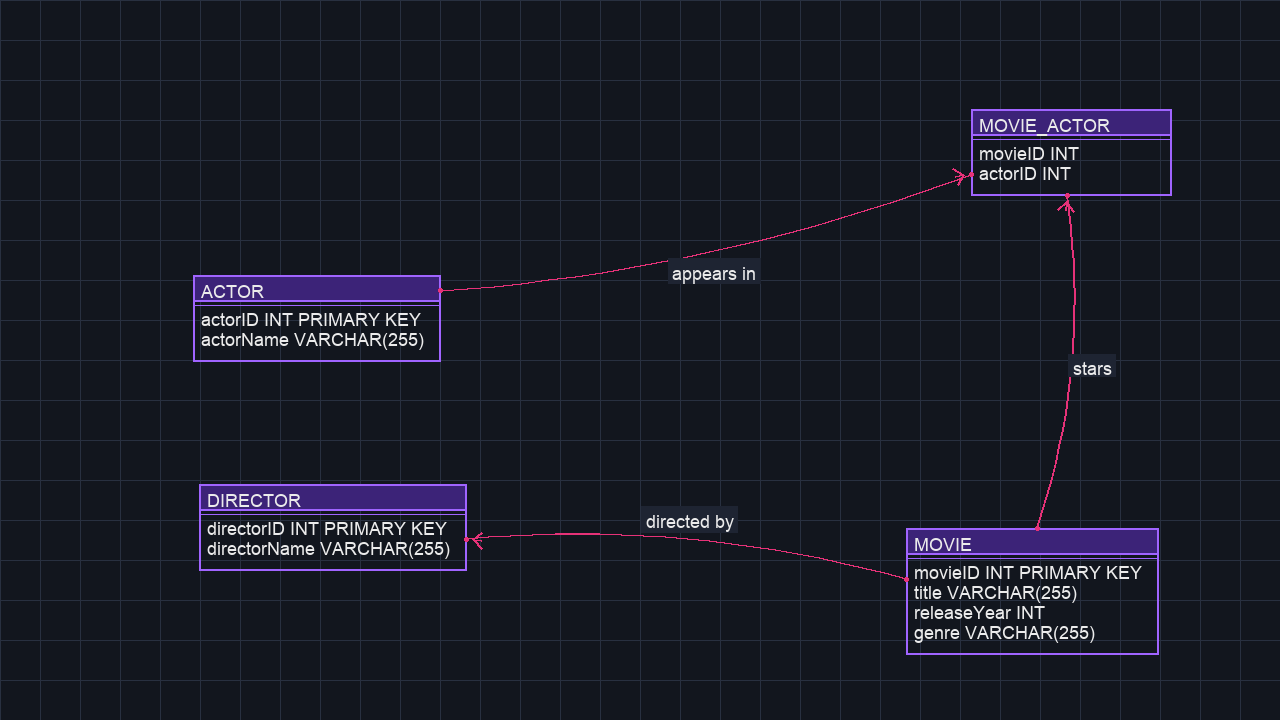 MOVIE_ACTOR
movieID INT
actorID INT
appears in
ACTOR
actorID INT PRIMARY KEY
actorName VARCHAR(255)
stars
DIRECTOR
directorID INT PRIMARY KEY
directorName VARCHAR(255)
directed by
MOVIE
movieID INT PRIMARY KEY
title VARCHAR(255)
releaseYear INT
genre VARCHAR(255)